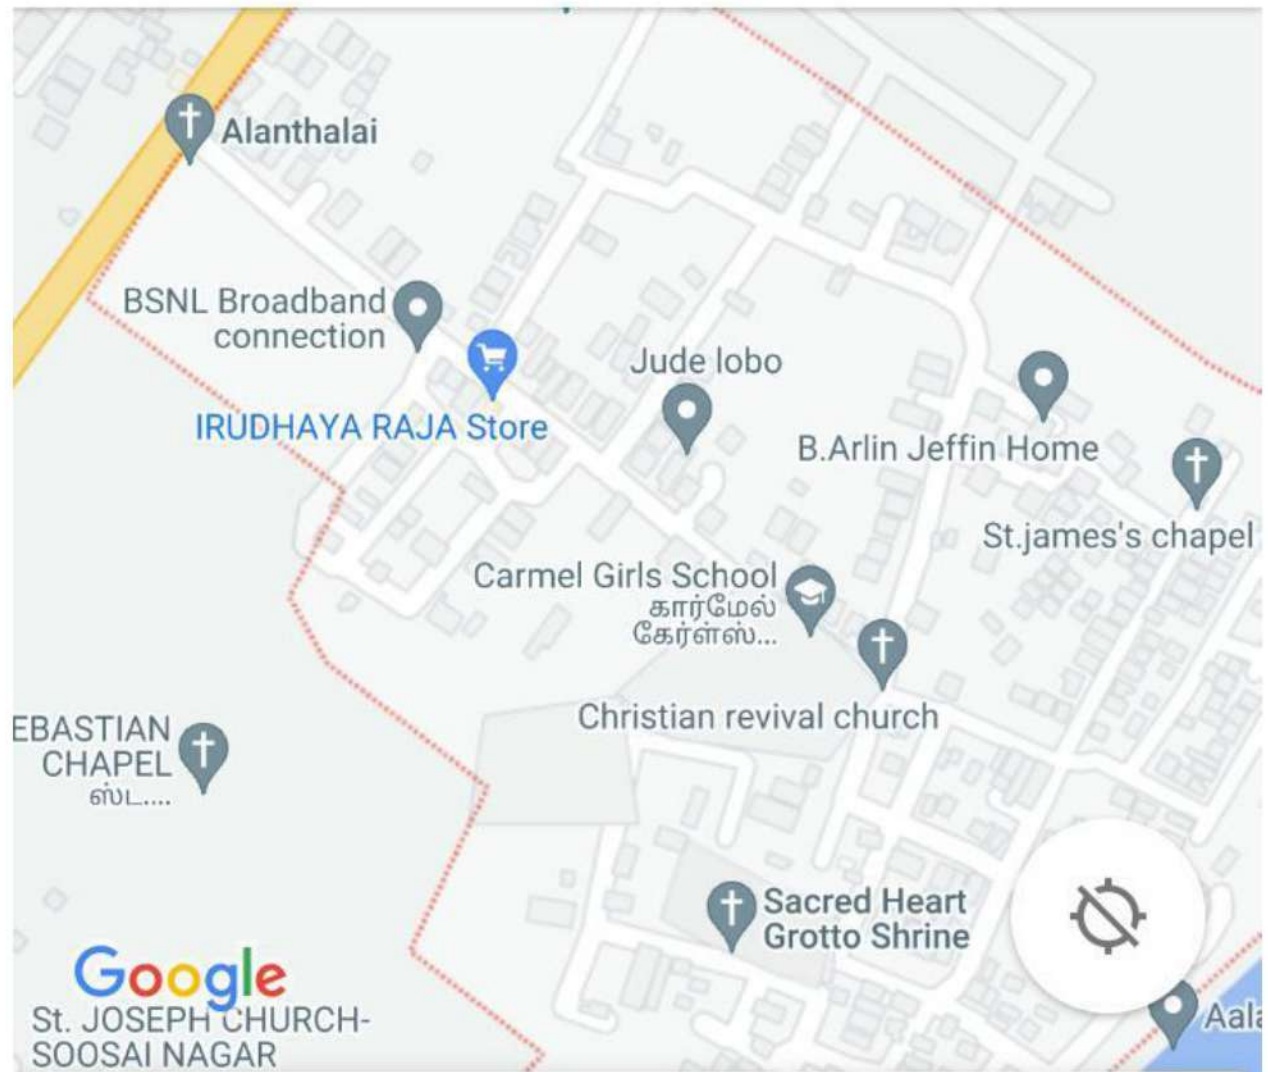 Alanthalai
BSNL Broadband
connection
IRUDHAYA RAJA Store
Jude lobo
B.Arlin Jeffin Home
St.james's chapel
Carmel Girls School
கார்மேல்
கேர்ள்ஸ்...
Christian revival church
EBASTIAN
CHAPEL
ஸ்ட....
Sacred Heart
Grotto Shrine
Google
St. JOSEPH CHURCH-
SOOSAI NAGAR
Aala